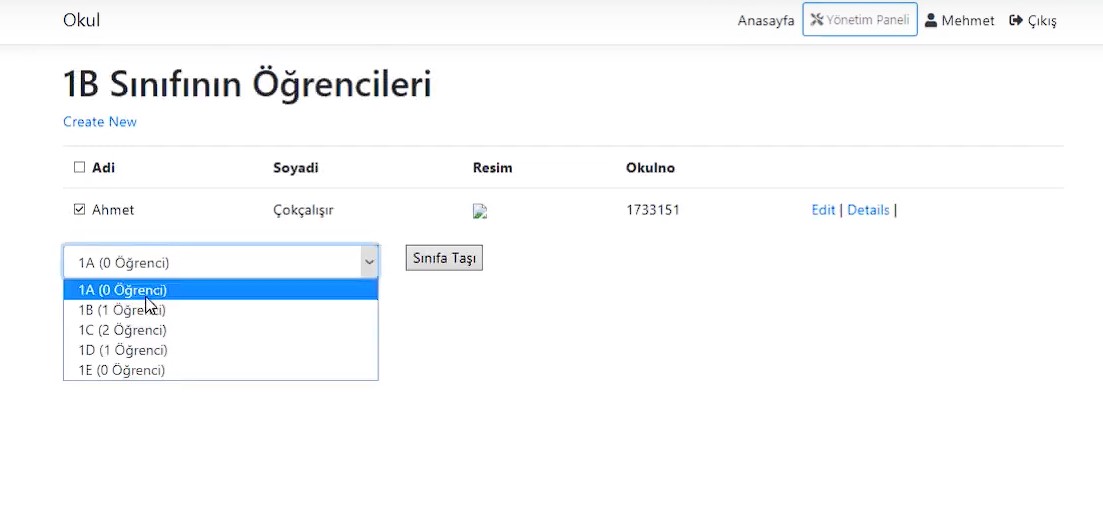 Okul Anasayfa Yönetim Paneli Mehmet Çıkış
1B Sınıfının Öğrencileri
Create New
Adi Soyadi Resim Okulno
Ahmet Çokçalışır 1733151 Edit | Details |
1A (0 Öğrenci) Sınıfa Taşı
1A (0 Öğrenci)
1B (1 Öğrenci)
1C (2 Öğrenci)
1D (1 Öğrenci)
1E (0 Öğrenci)